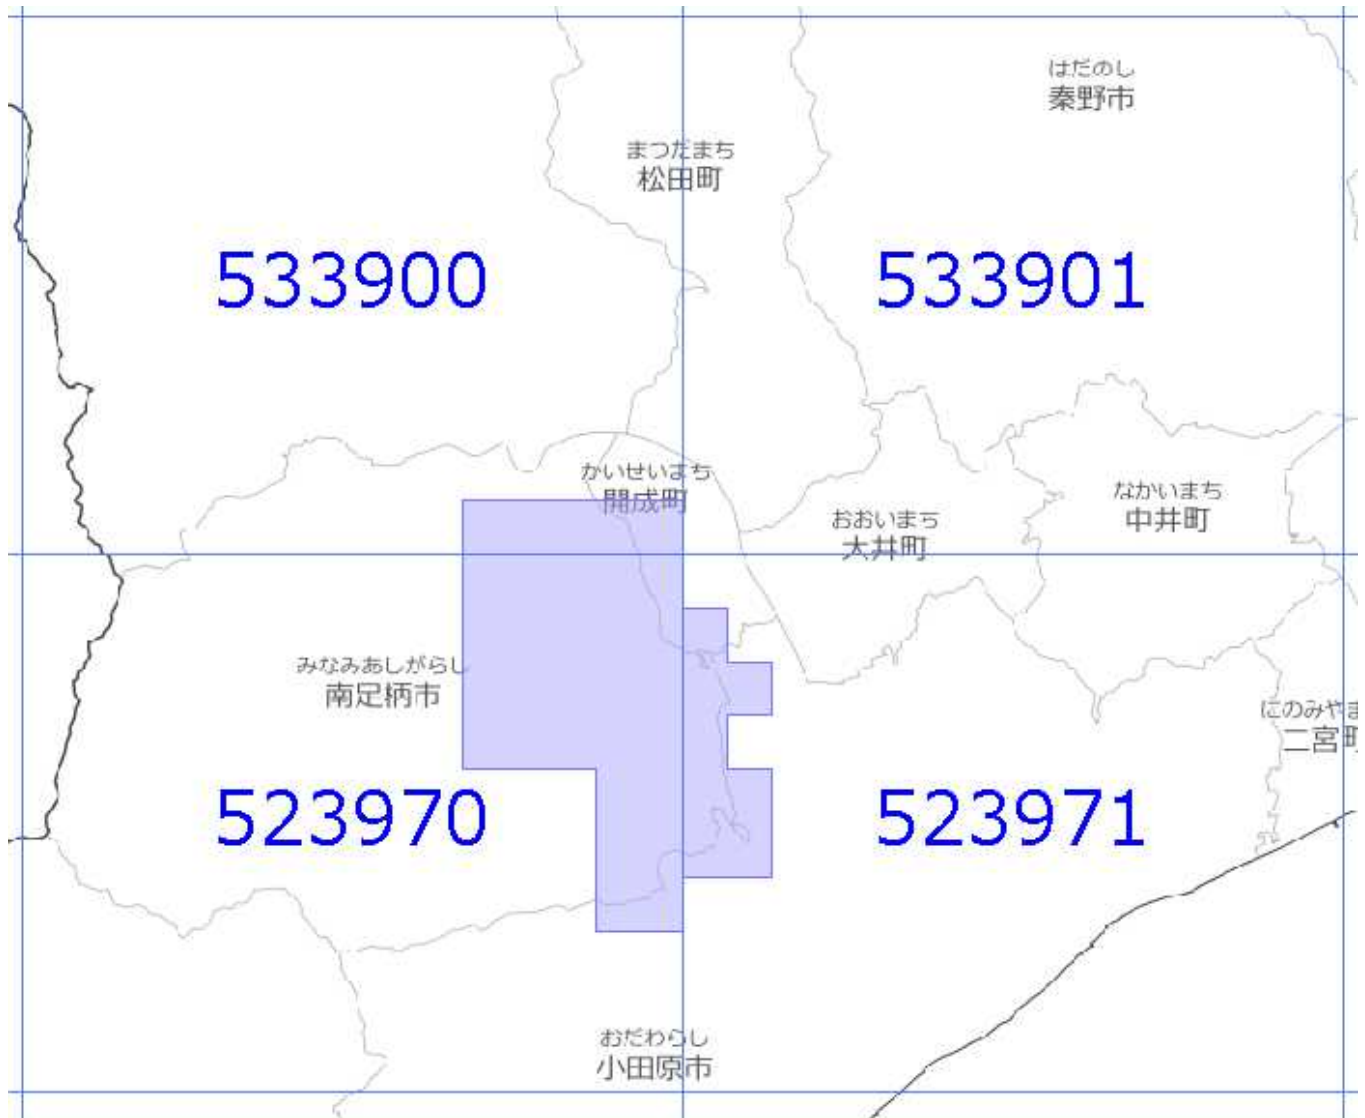 はだのし
秦野市
まつだまち
松田町
533900
533901
かいせいまち
開成町
おおいまち
大井町
なかいまち
中井町
みなみあしがらし
南足柄市
にのみやま
二宮町
523970
523971
おだわらし
小田原市